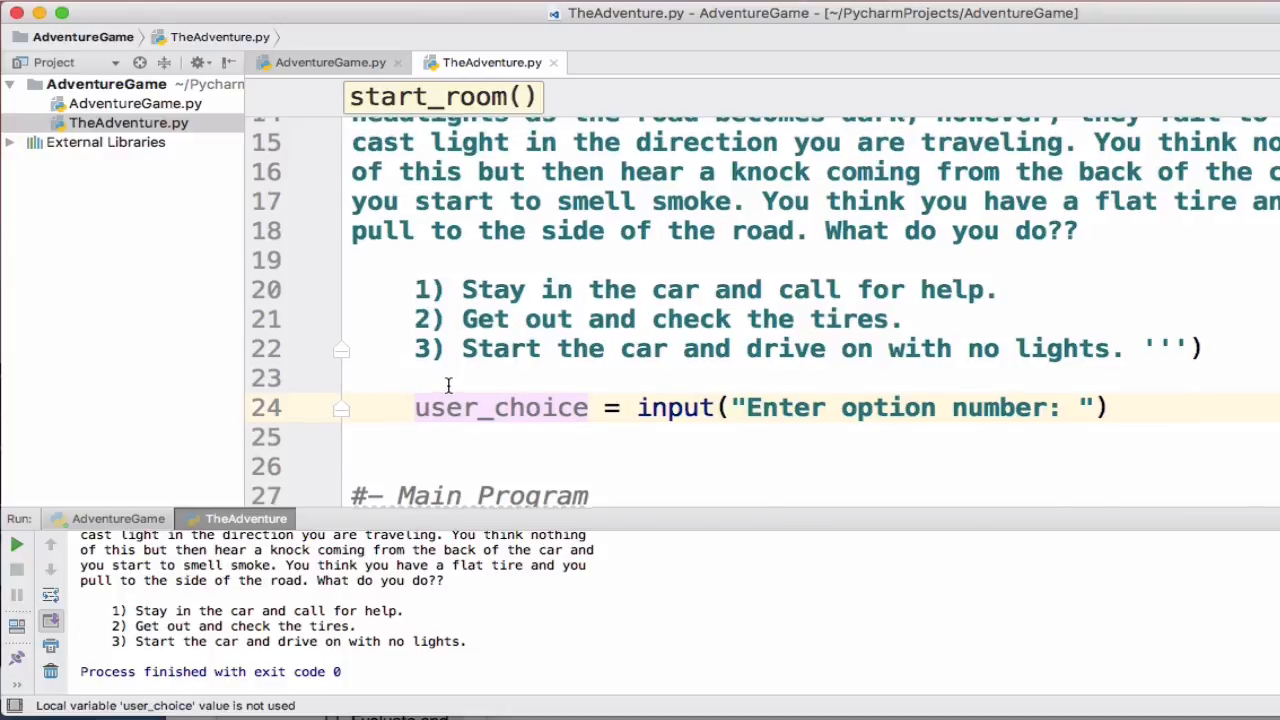 TheAdventure.py - AdventureGame - [~/PycharmProjects/AdventureGame]
AdventureGame TheAdventure.py
Project
AdventureGame.py TheAdventure.py
AdventureGame ~/Pycharm
AdventureGame.py
TheAdventure.py
External Libraries
start_room()
14 headlights as the road becomes dark, however, they fail to
15 cast light in the direction you are traveling. You think no
16 of this but then hear a knock coming from the back of the c
17 you start to smell smoke. You think you have a flat tire an
18 pull to the side of the road. What do you do??
19
20 1) Stay in the car and call for help.
21 2) Get out and check the tires.
22 3) Start the car and drive on with no lights. ''')
23
24 user_choice = input("Enter option number: ")
25
26
27 #— Main Program
Run: AdventureGame TheAdventure
cast light in the direction you are traveling. You think nothing
of this but then hear a knock coming from the back of the car and
you start to smell smoke. You think you have a flat tire and you
pull to the side of the road. What do you do??
1) Stay in the car and call for help.
2) Get out and check the tires.
3) Start the car and drive on with no lights.
Process finished with exit code 0
Local variable 'user_choice' value is not used